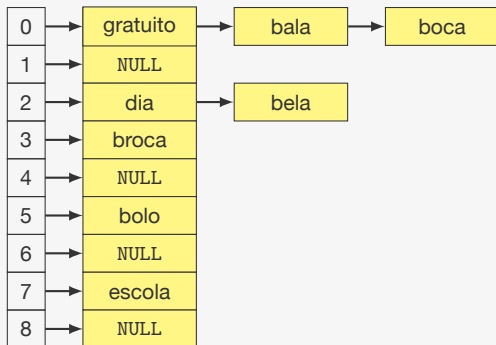 0 gratuito bala boca
1 NULL
2 dia bela
3 broca
4 NULL
5 bolo
6 NULL
7 escola
8 NULL